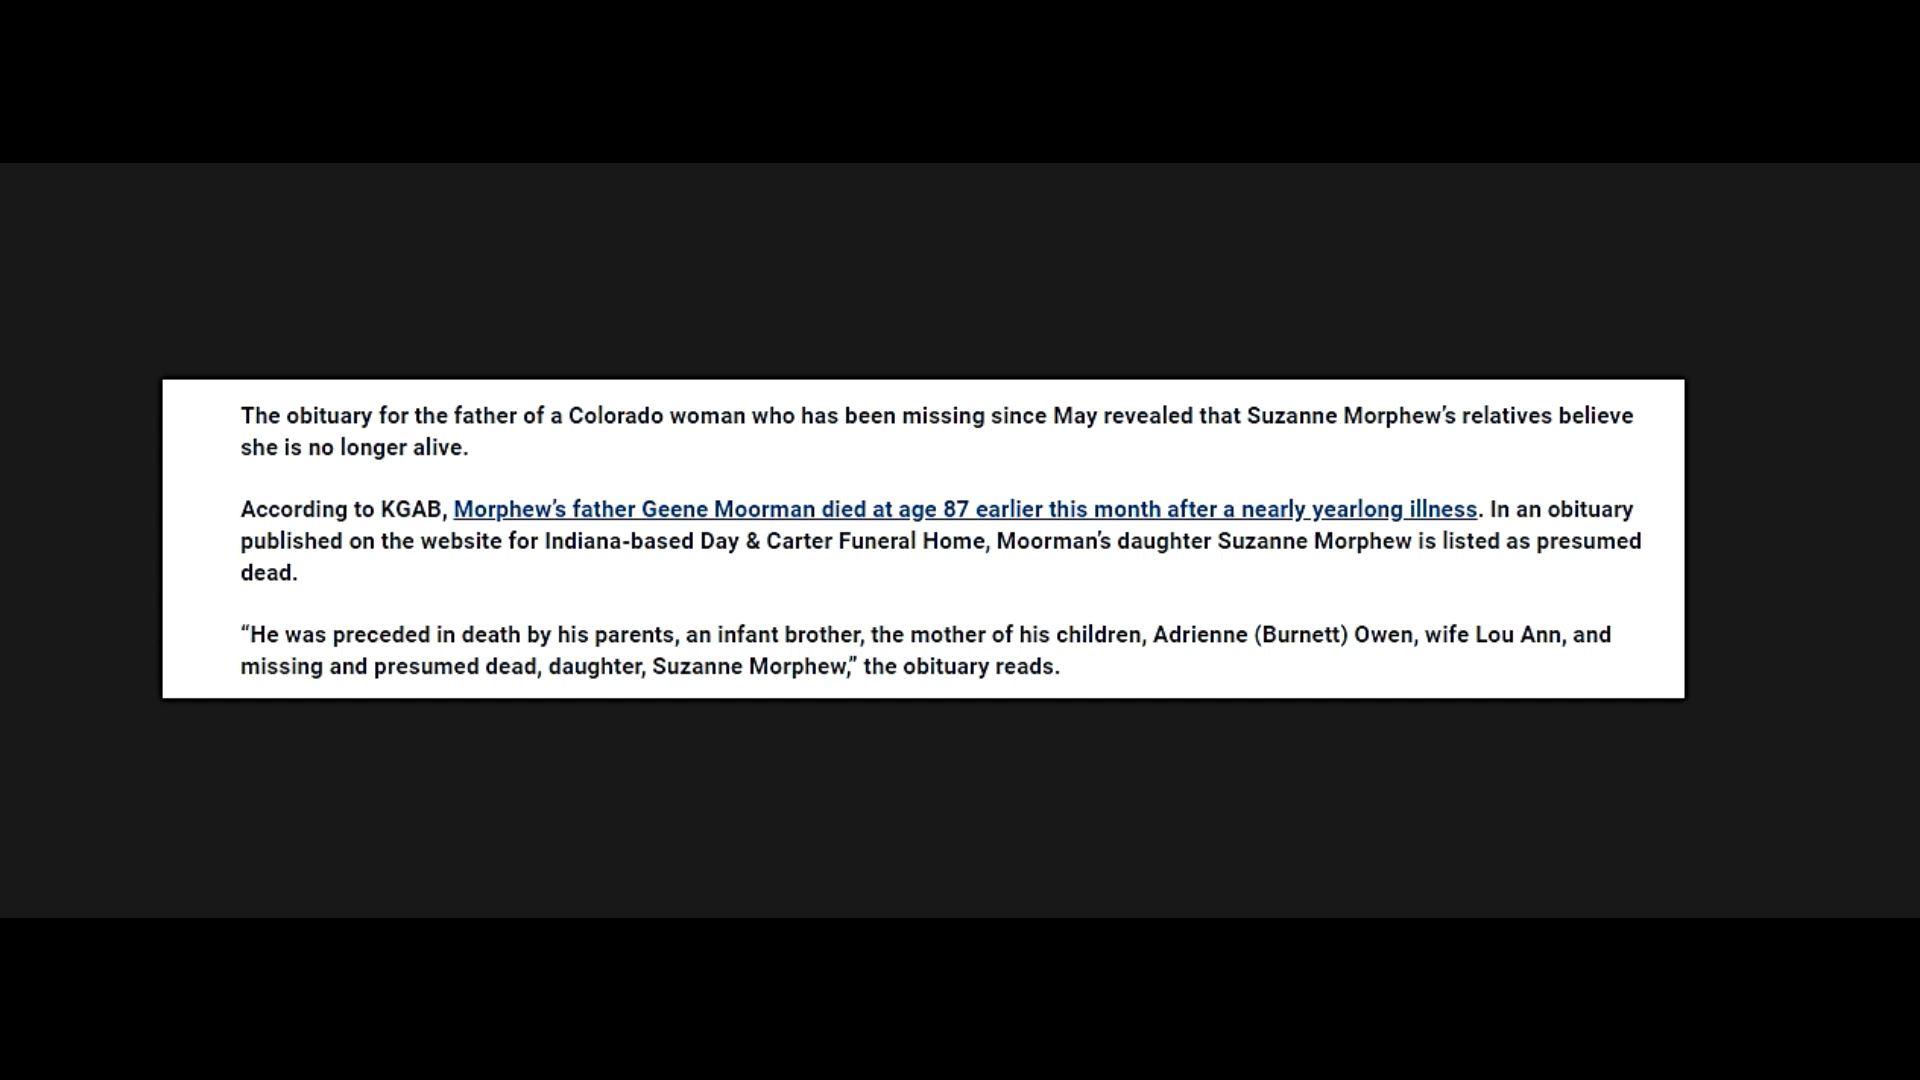 The obituary for the father of a Colorado woman who has been missing since May revealed that Suzanne Morphew’s relatives believe
she is no longer alive.
According to KGAB, Morphew’s father Geene Moorman died at age 87 earlier this month after a nearly yearlong illness. In an obituary
published on the website for Indiana-based Day & Carter Funeral Home, Moorman’s daughter Suzanne Morphew is listed as presumed
dead.
“He was preceded in death by his parents, an infant brother, the mother of his children, Adrienne (Burnett) Owen, wife Lou Ann, and
missing and presumed dead, daughter, Suzanne Morphew,” the obituary reads.